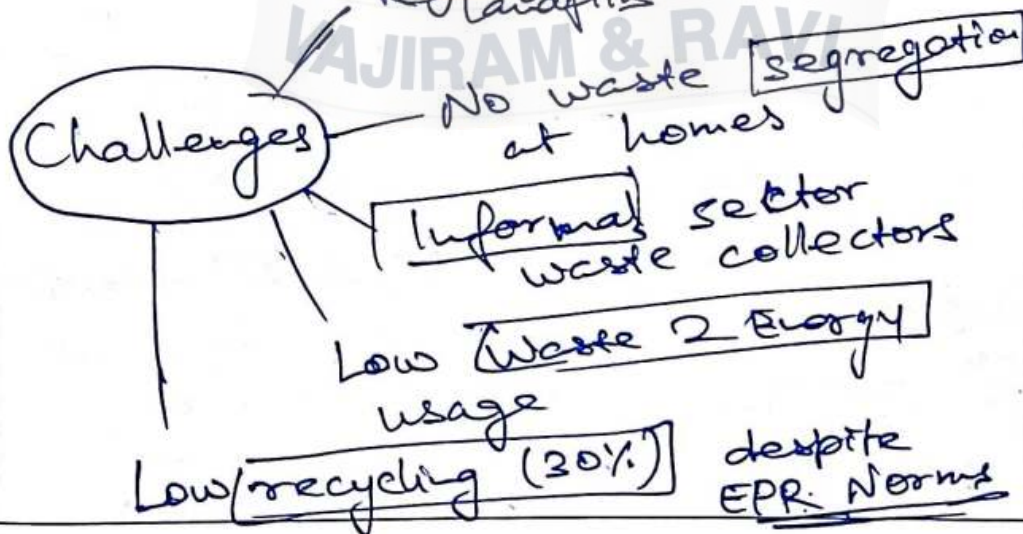 landfills
VAJIRAM & RAVI
Challenges
No waste segregation
at homes
Informal sector
waste collectors
Low Waste 2 Energy
usage
Low recycling (30%) despite
EPR Norms